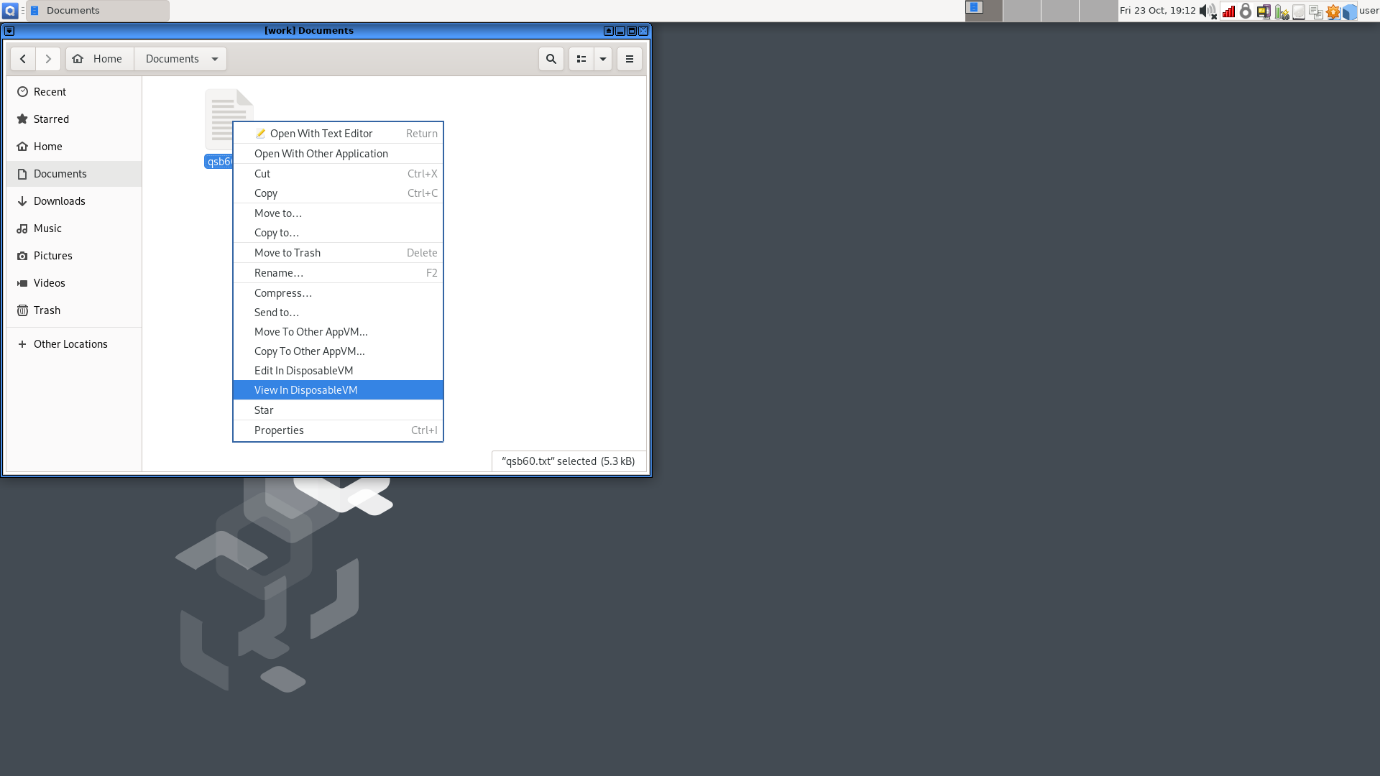 Documents
Fri 23 Oct, 19:12
user
[work] Documents
Home
Documents
Recent
Starred
Home
Documents
Downloads
Music
Pictures
Videos
Trash
Other Locations
Open With Text Editor Return
Open With Other Application
Cut Ctrl+X
Copy Ctrl+C
Move to…
Copy to…
Move to Trash Delete
Rename… F2
Compress…
Send to…
Move To Other AppVM...
Copy To Other AppVM...
Edit In DisposableVM
View In DisposableVM
Star
Properties Ctrl+I
"qsb60.txt" selected (5.3 kB)